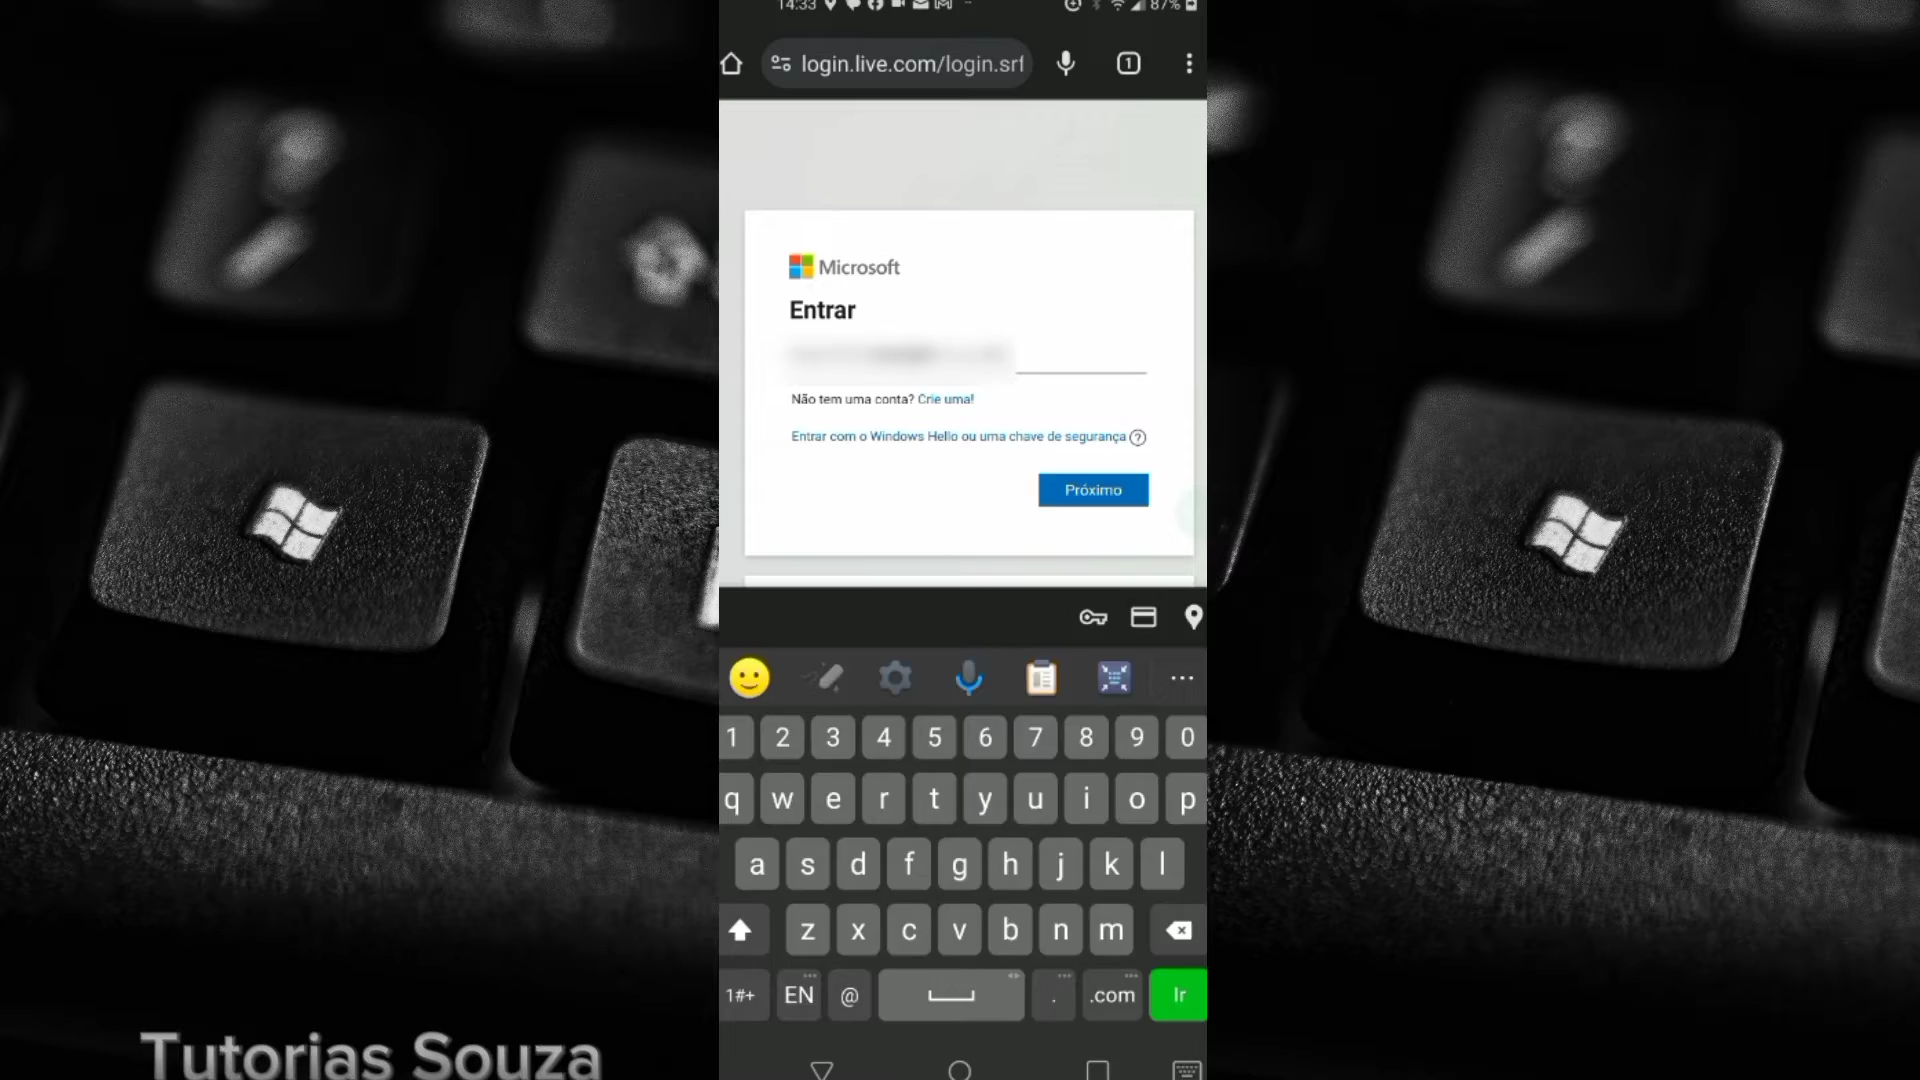 14:33 87%
login.live.com/login.srf
1
Microsoft
Entrar
Não tem uma conta? Crie uma!
Entrar com o Windows Hello ou uma chave de segurança ?
Próximo
1 2 3 4 5 6 7 8 9 0
q w e r t y u i o p
a s d f g h j k l
z x c v b n m
1#+ EN @ . .com Ir
Tutorias Souza